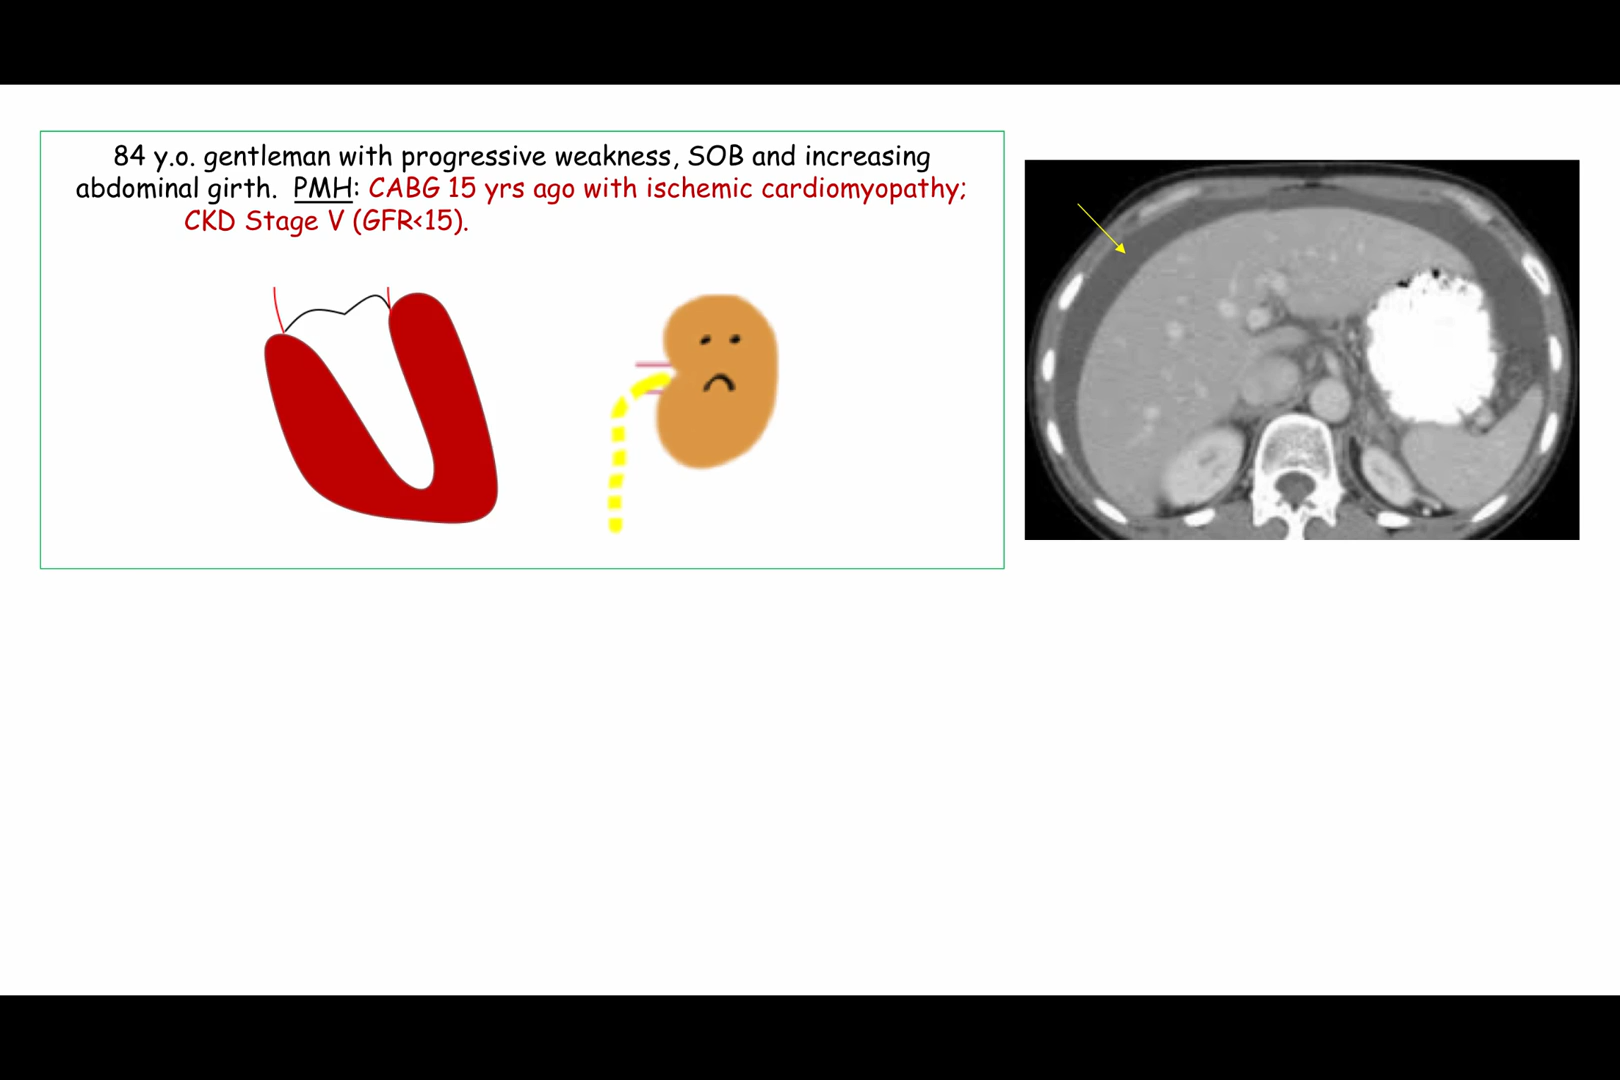 84 y.o. gentleman with progressive weakness, SOB and increasing
abdominal girth. PMH: CABG 15 yrs ago with ischemic cardiomyopathy;
CKD Stage V (GFR<15).